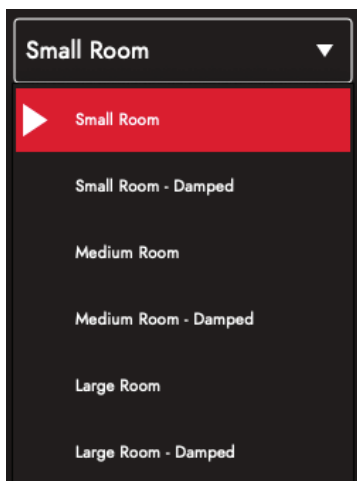 Small Room
Small Room
Small Room - Damped
Medium Room
Medium Room - Damped
Large Room
Large Room - Damped